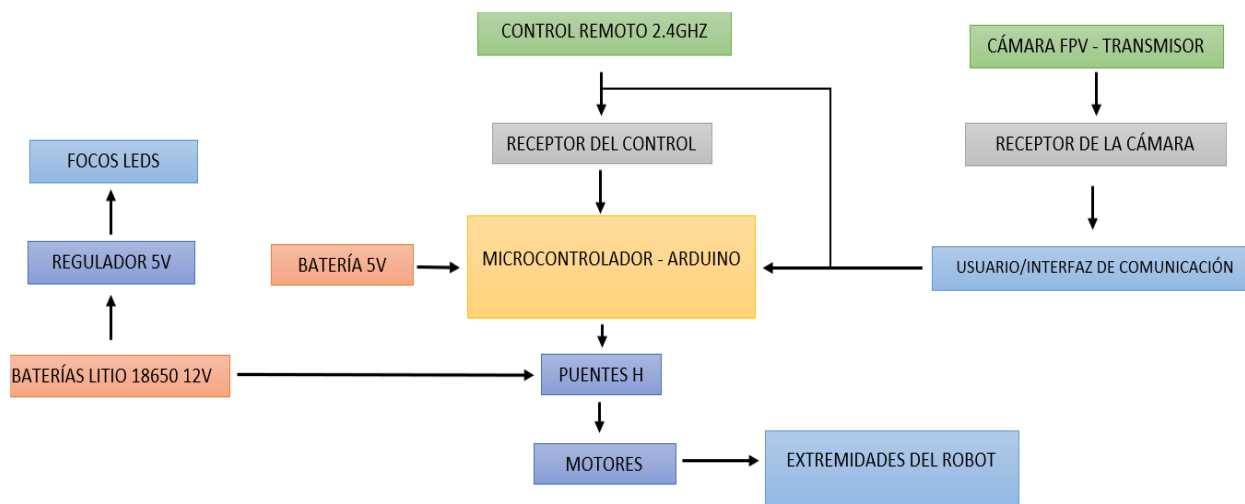 CONTROL REMOTO 2.4GHZ
CÁMARA FPV - TRANSMISOR
RECEPTOR DEL CONTROL
RECEPTOR DE LA CÁMARA
FOCOS LEDS
REGULADOR 5V
BATERÍA 5V
MICROCONTROLADOR - ARDUINO
USUARIO/INTERFAZ DE COMUNICACIÓN
BATERÍAS LITIO 18650 12V
PUENTES H
MOTORES
EXTREMIDADES DEL ROBOT